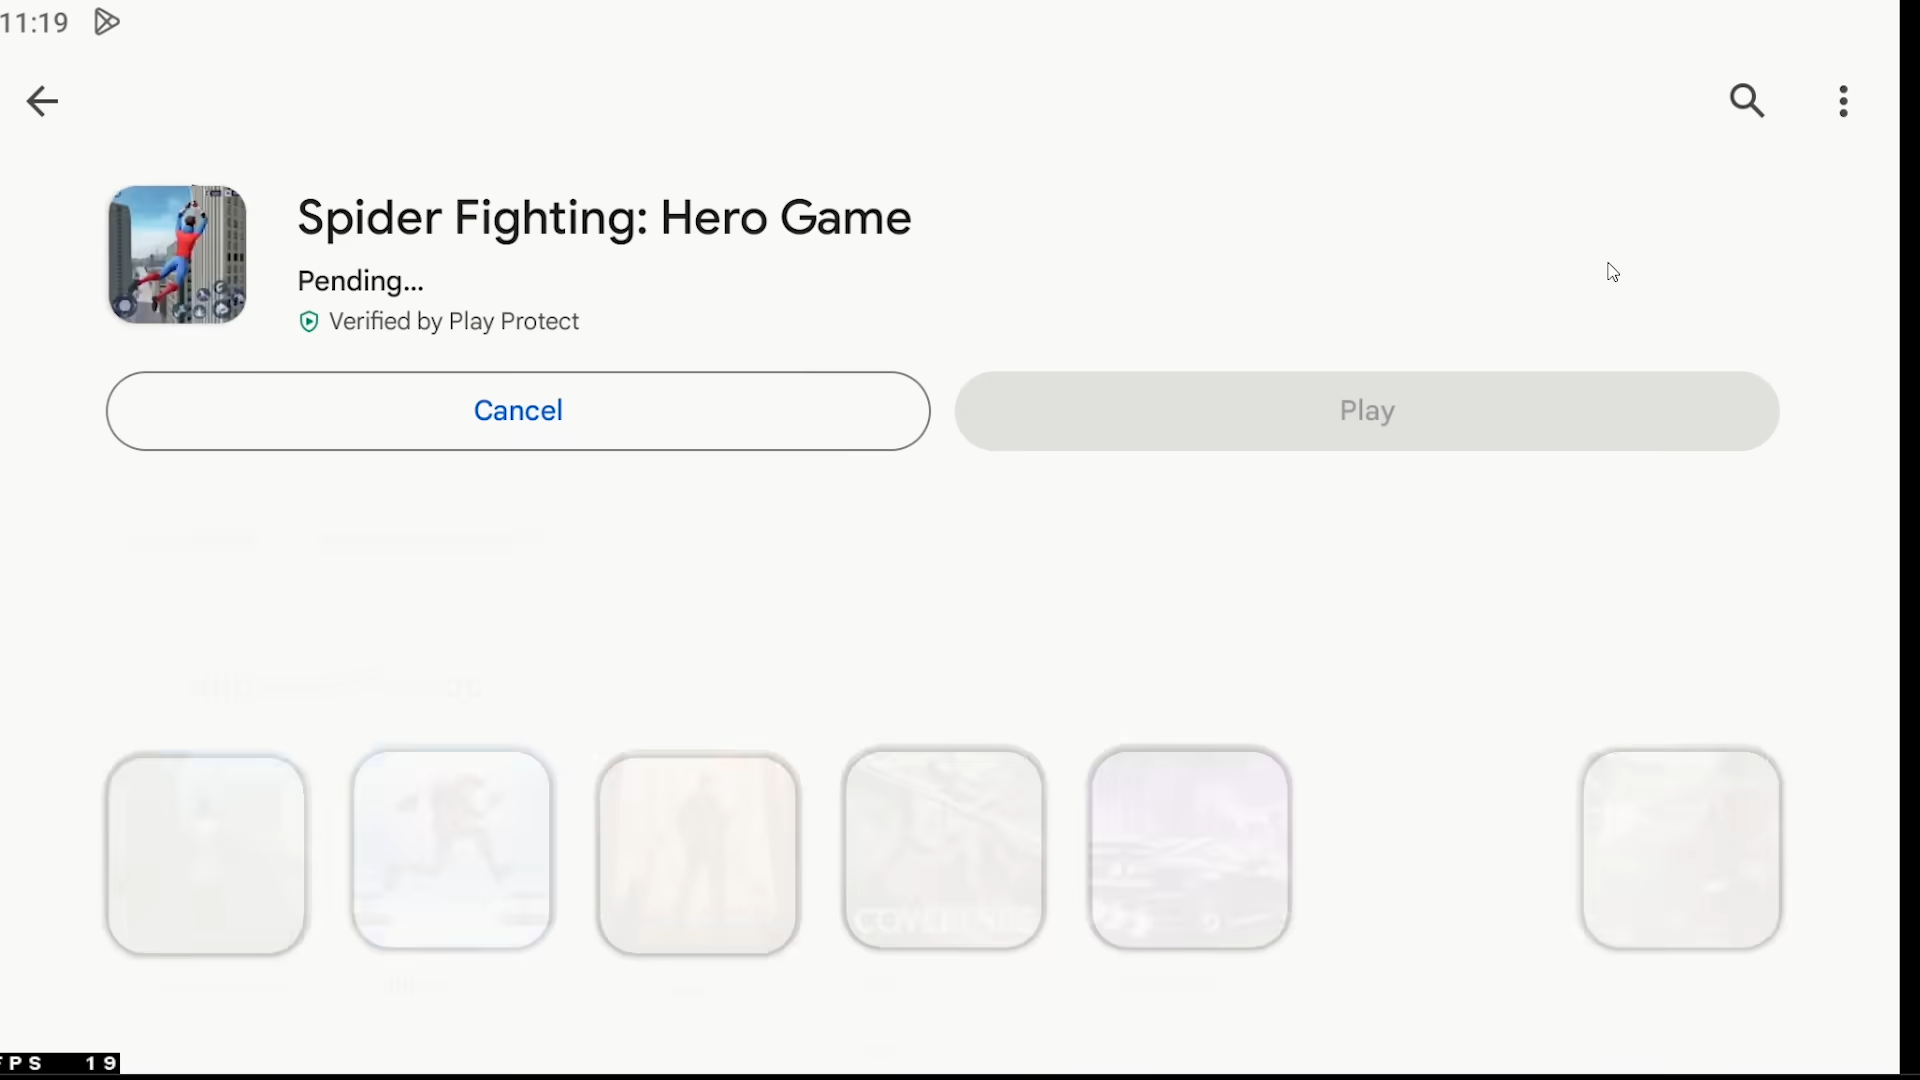 11:19
Spider Fighting: Hero Game
Pending...
Verified by Play Protect
Cancel
Play
FPS 19